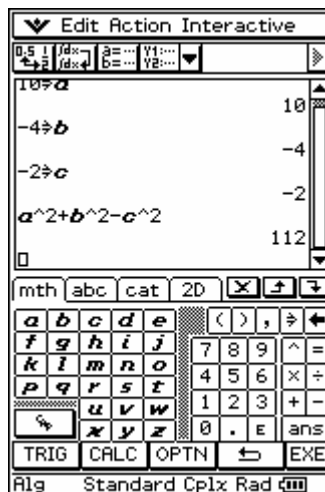 Edit Action Interactive
10⇒a
10
-4⇒b
-4
-2⇒c
-2
a^2+b^2-c^2
112
mth abc cat 2D
a b c d e ( ) , ⇒
f g h i j 7 8 9 ^ =
k l m n o 4 5 6 × ÷
p q r s t 1 2 3 + -
u v w 0 . E ans
x y z
TRIG CALC OPTN EXE
Alg Standard Cplx Rad